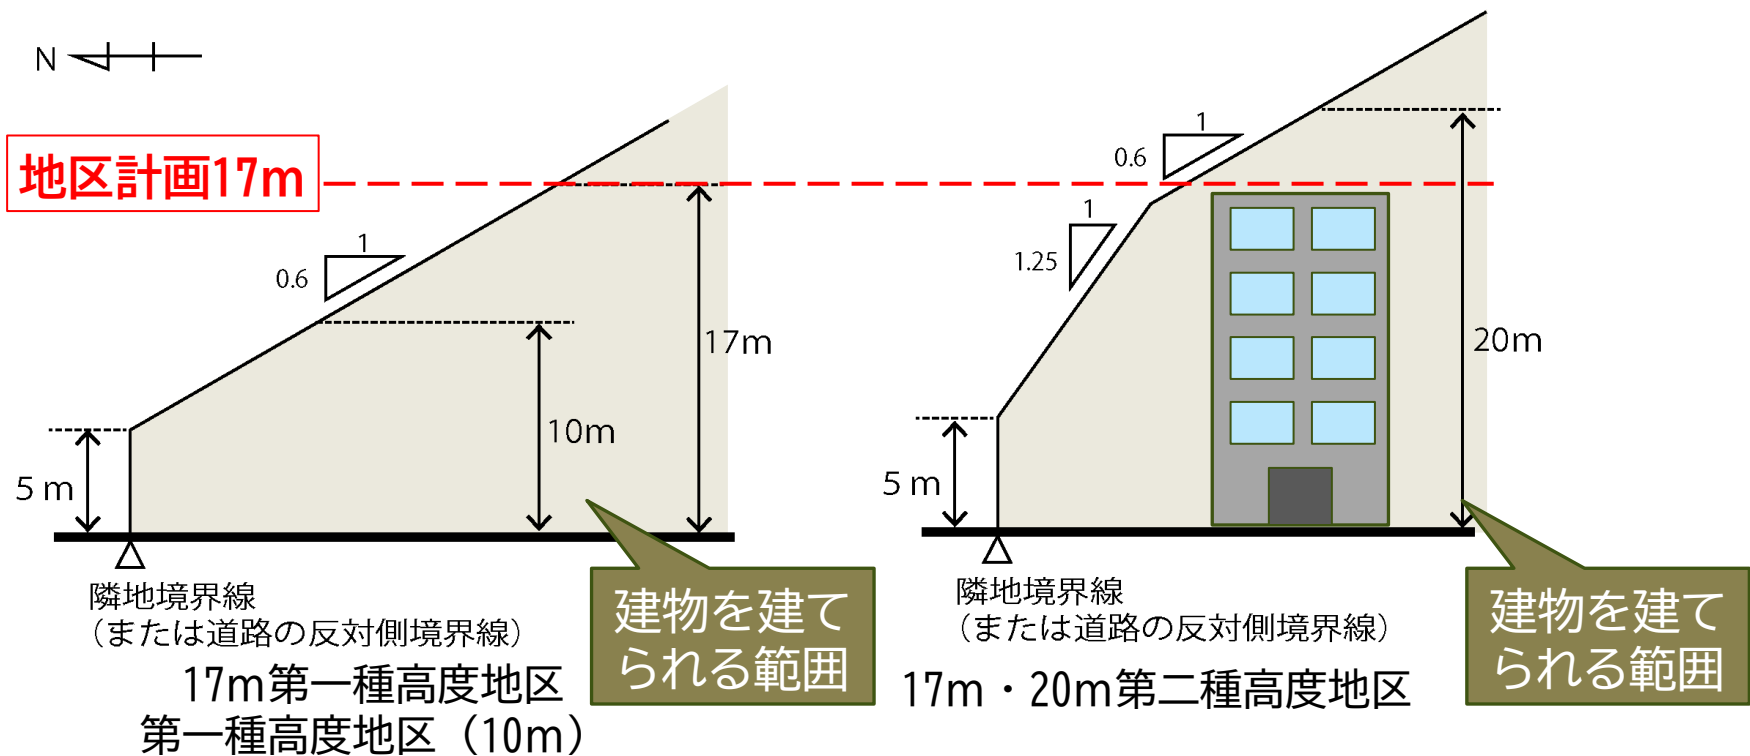 N
地区計画17m
1
0.6
17m
10m
5 m
隣地境界線
（または道路の反対側境界線）
17m第一種高度地区
第一種高度地区（10m）
建物を建て
られる範囲
1
0.6
1
1.25
20m
5 m
隣地境界線
（または道路の反対側境界線）
17m・20m第二種高度地区
建物を建て
られる範囲